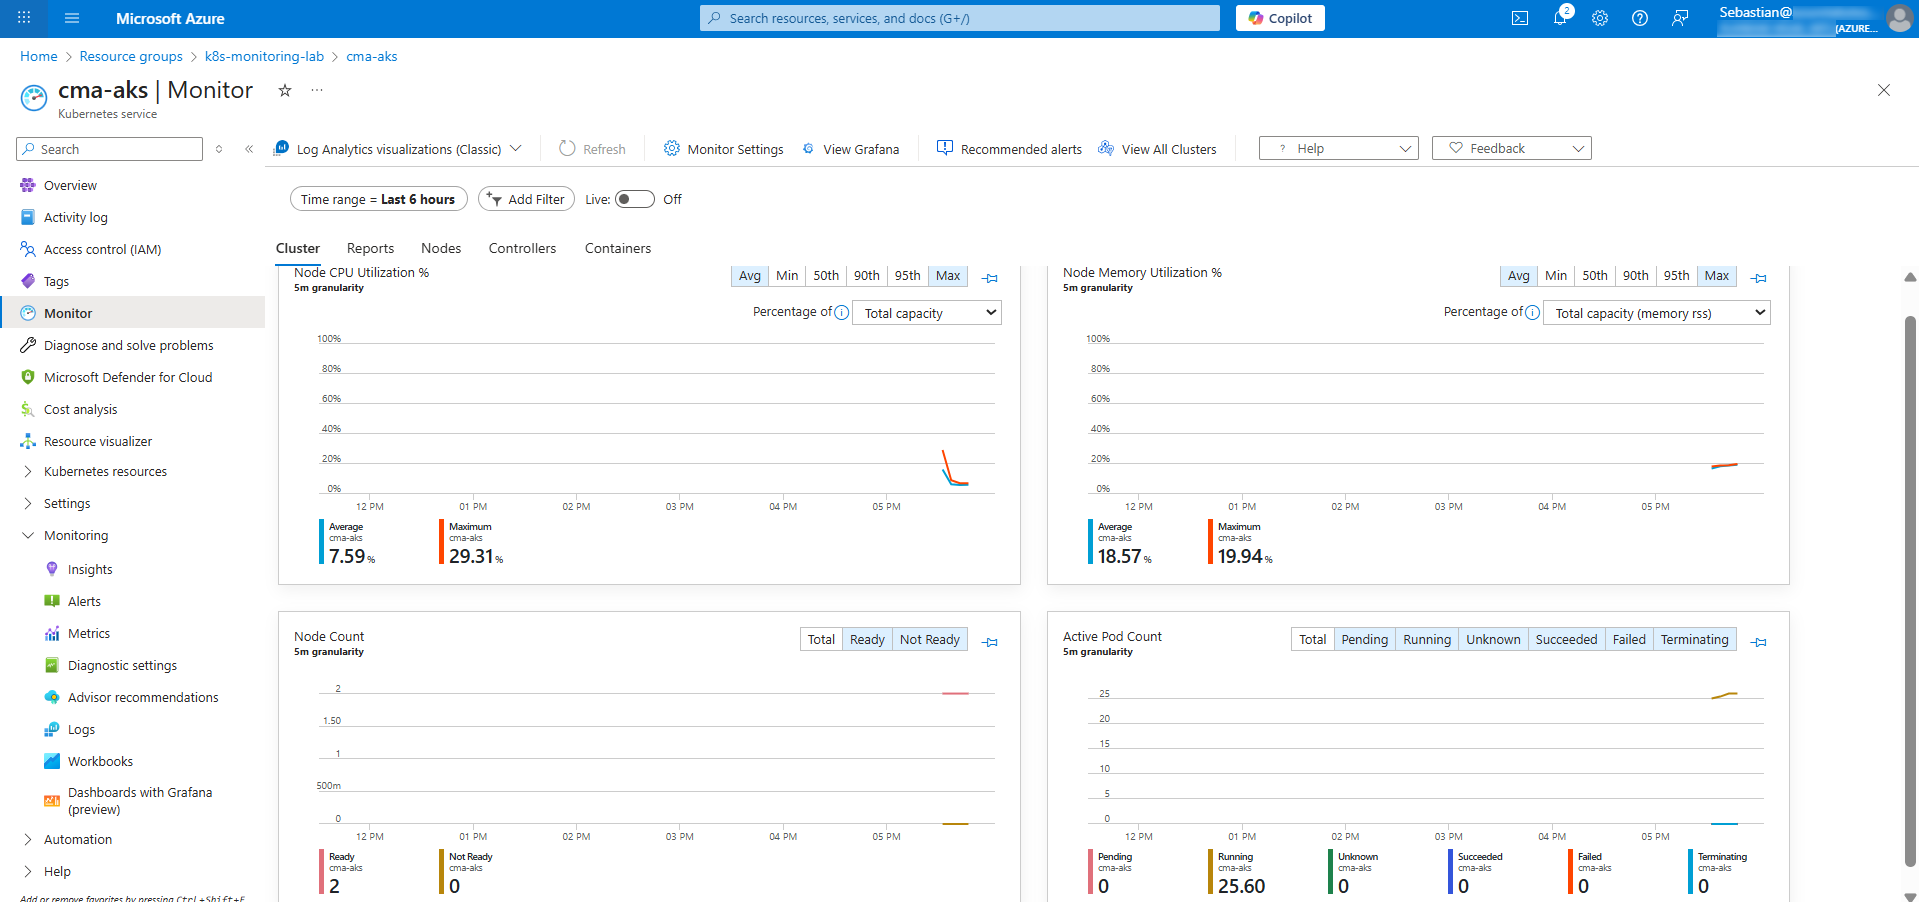 Microsoft Azure
Search resources, services, and docs (G+/)
Copilot
2
Sebastian@
(AZURE...
Home > Resource groups > k8s-monitoring-lab > cma-aks
cma-aks | Monitor
Kubernetes service
Search
Overview
Activity log
Access control (IAM)
Tags
Monitor
Diagnose and solve problems
Microsoft Defender for Cloud
Cost analysis
Resource visualizer
Kubernetes resources
Settings
Monitoring
Insights
Alerts
Metrics
Diagnostic settings
Advisor recommendations
Logs
Workbooks
Dashboards with Grafana
(preview)
Automation
Help
Add or remove favorites by pressing Ctrl+Shift+F
Log Analytics visualizations (Classic)
Refresh
Monitor Settings
View Grafana
Recommended alerts
View All Clusters
? Help
Feedback
Time range = Last 6 hours
Add Filter
Live: Off
Cluster Reports Nodes Controllers Containers
Node CPU Utilization %
5m granularity
Avg Min 50th 90th 95th Max
Percentage of Total capacity
100%
80%
60%
40%
20%
0%
12 PM 01 PM 02 PM 03 PM 04 PM 05 PM
Average
cma-aks
7.59 %
Maximum
cma-aks
29.31 %
Node Memory Utilization %
5m granularity
Avg Min 50th 90th 95th Max
Percentage of Total capacity (memory rss)
100%
80%
60%
40%
20%
0%
12 PM 01 PM 02 PM 03 PM 04 PM 05 PM
Average
cma-aks
18.57 %
Maximum
cma-aks
19.94 %
Node Count
5m granularity
Total Ready Not Ready
2
1.50
1
500m
0
12 PM 01 PM 02 PM 03 PM 04 PM 05 PM
Ready
cma-aks
2
Not Ready
cma-aks
0
Active Pod Count
5m granularity
Total Pending Running Unknown Succeeded Failed Terminating
25
20
15
10
5
0
12 PM 01 PM 02 PM 03 PM 04 PM 05 PM
Pending
cma-aks
0
Running
cma-aks
25.60
Unknown
cma-aks
0
Succeeded
cma-aks
0
Failed
cma-aks
0
Terminating
cma-aks
0